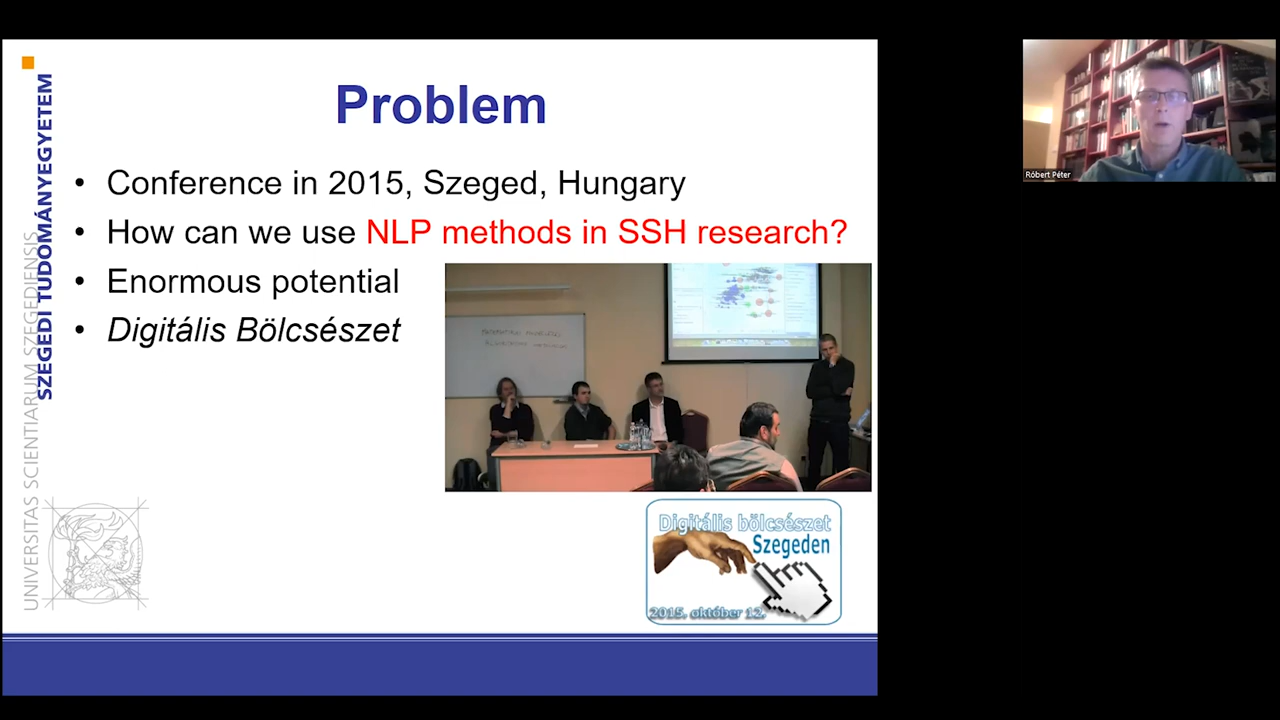 Problem
• Conference in 2015, Szeged, Hungary
• How can we use NLP methods in SSH research?
• Enormous potential
• Digitális Bölcsészet
SZEGEDI TUDOMÁNYEGYETEM
UNIVERSITAS SCIENTIARUM SZEGEDIENSIS
Digitális bölcsészet
Szegeden
2015. október 12.
Róbert Péter